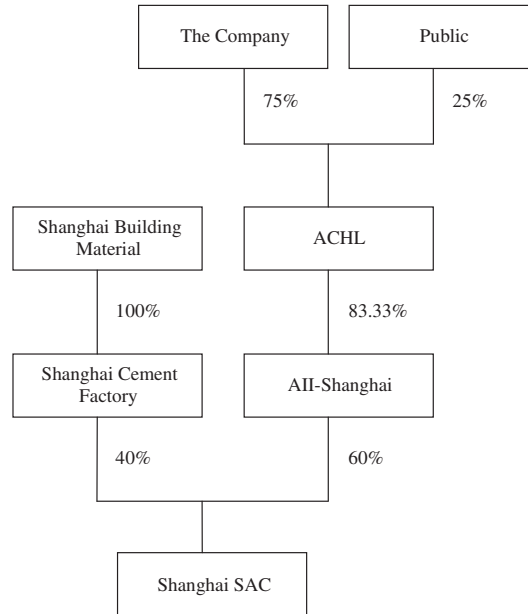 The Company
Public
75%
25%
Shanghai Building
Material
ACHL
100%
83.33%
Shanghai Cement
Factory
AII-Shanghai
40%
60%
Shanghai SAC